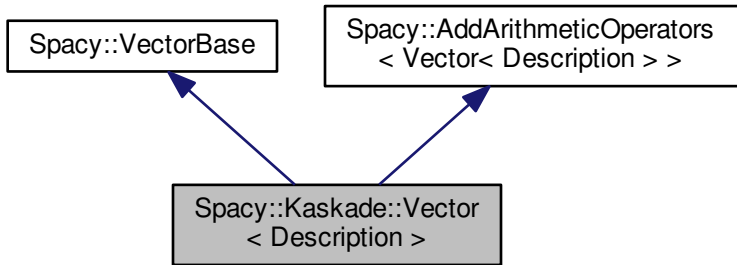 Spacy::VectorBase
Spacy::AddArithmeticOperators
< Vector< Description > >
Spacy::Kaskade::Vector
< Description >